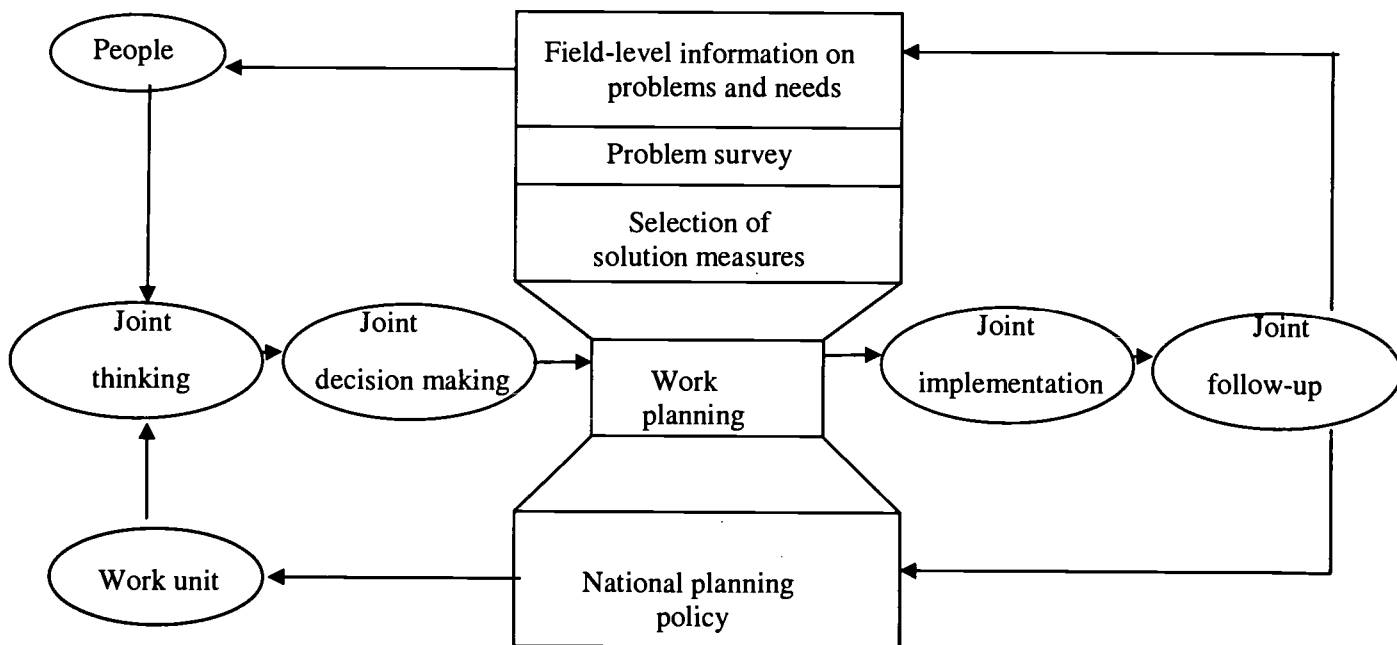 People
Field-level information on
problems and needs
Problem survey
Selection of
solution measures
Joint
thinking
Joint
decision making
Work
planning
Joint
implementation
Joint
follow-up
Work unit
National planning
policy